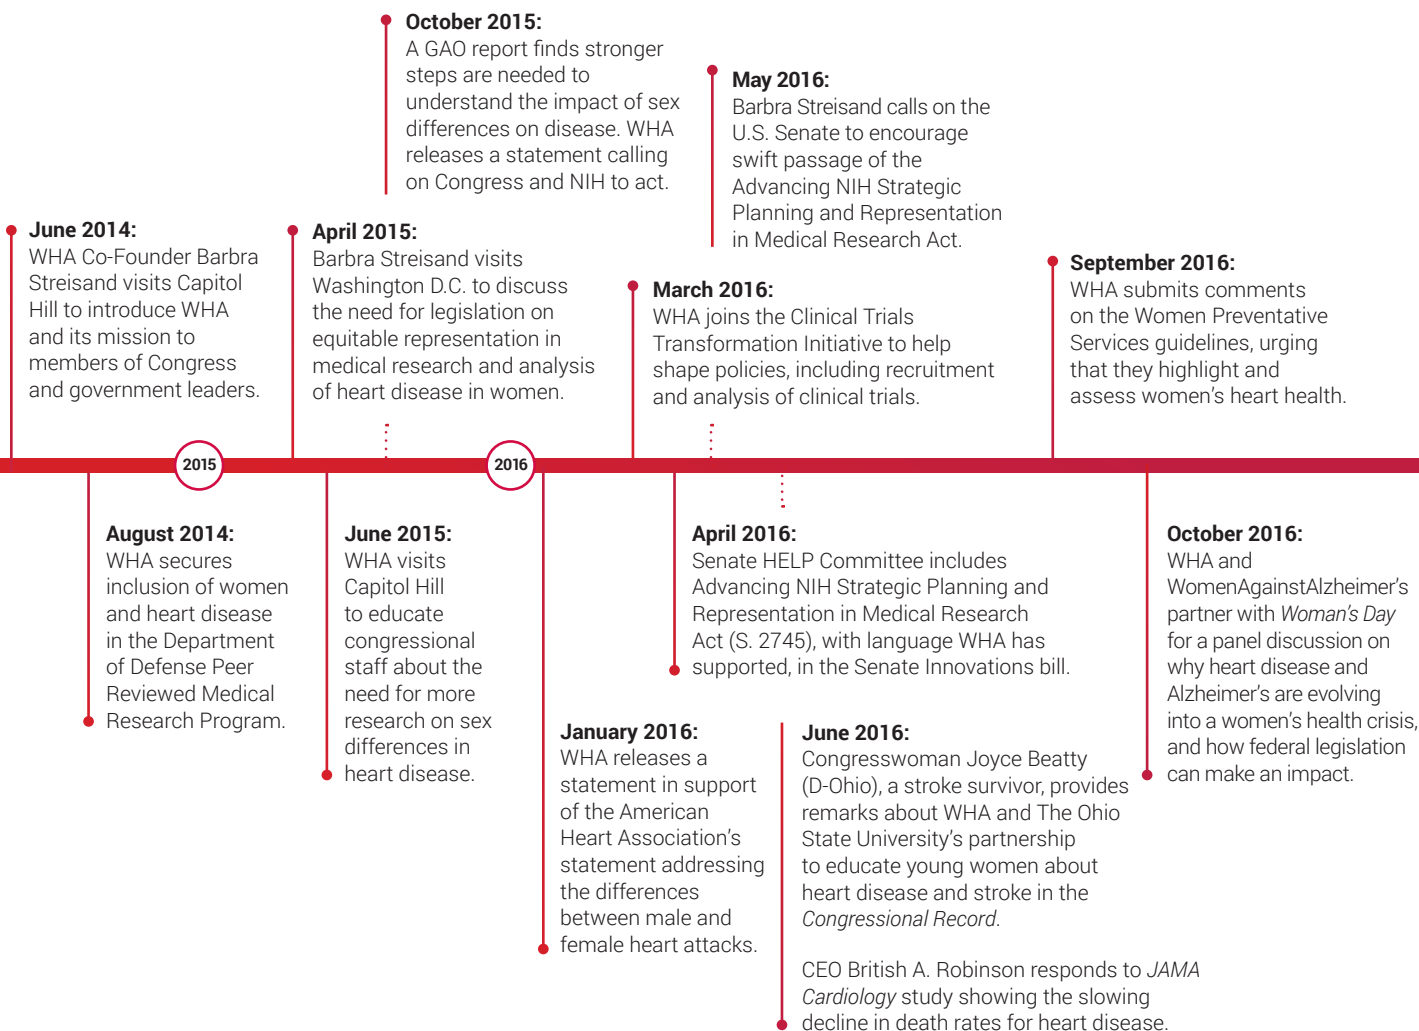 October 2015:
A GAO report finds stronger
steps are needed to
understand the impact of sex
differences on disease. WHA
releases a statement calling
on Congress and NIH to act.
May 2016:
Barbra Streisand calls on the
U.S. Senate to encourage
swift passage of the
Advancing NIH Strategic
Planning and Representation
in Medical Research Act.
June 2014:
WHA Co-Founder Barbra
Streisand visits Capitol
Hill to introduce WHA
and its mission to
members of Congress
and government leaders.
April 2015:
Barbra Streisand visits
Washington D.C. to discuss
the need for legislation on
equitable representation in
medical research and analysis
of heart disease in women.
March 2016:
WHA joins the Clinical Trials
Transformation Initiative to help
shape policies, including recruitment
and analysis of clinical trials.
September 2016:
WHA submits comments
on the Women Preventative
Services guidelines, urging
that they highlight and
assess women's heart health.
2015
2016
August 2014:
WHA secures
inclusion of women
and heart disease
in the Department
of Defense Peer
Reviewed Medical
Research Program.
June 2015:
WHA visits
Capitol Hill
to educate
congressional
staff about the
need for more
research on sex
differences in
heart disease.
January 2016:
WHA releases a
statement in support
of the American
Heart Association's
statement addressing
the differences
between male and
female heart attacks.
April 2016:
Senate HELP Committee includes
Advancing NIH Strategic Planning and
Representation in Medical Research
Act (S. 2745), with language WHA has
supported, in the Senate Innovations bill.
June 2016:
Congresswoman Joyce Beatty
(D-Ohio), a stroke survivor, provides
remarks about WHA and The Ohio
State University's partnership
to educate young women about
heart disease and stroke in the
Congressional Record.
CEO British A. Robinson responds to JAMA
Cardiology study showing the slowing
decline in death rates for heart disease.
October 2016:
WHA and
WomenAgainstAlzheimer's
partner with Woman's Day
for a panel discussion on
why heart disease and
Alzheimer's are evolving
into a women's health crisis,
and how federal legislation
can make an impact.